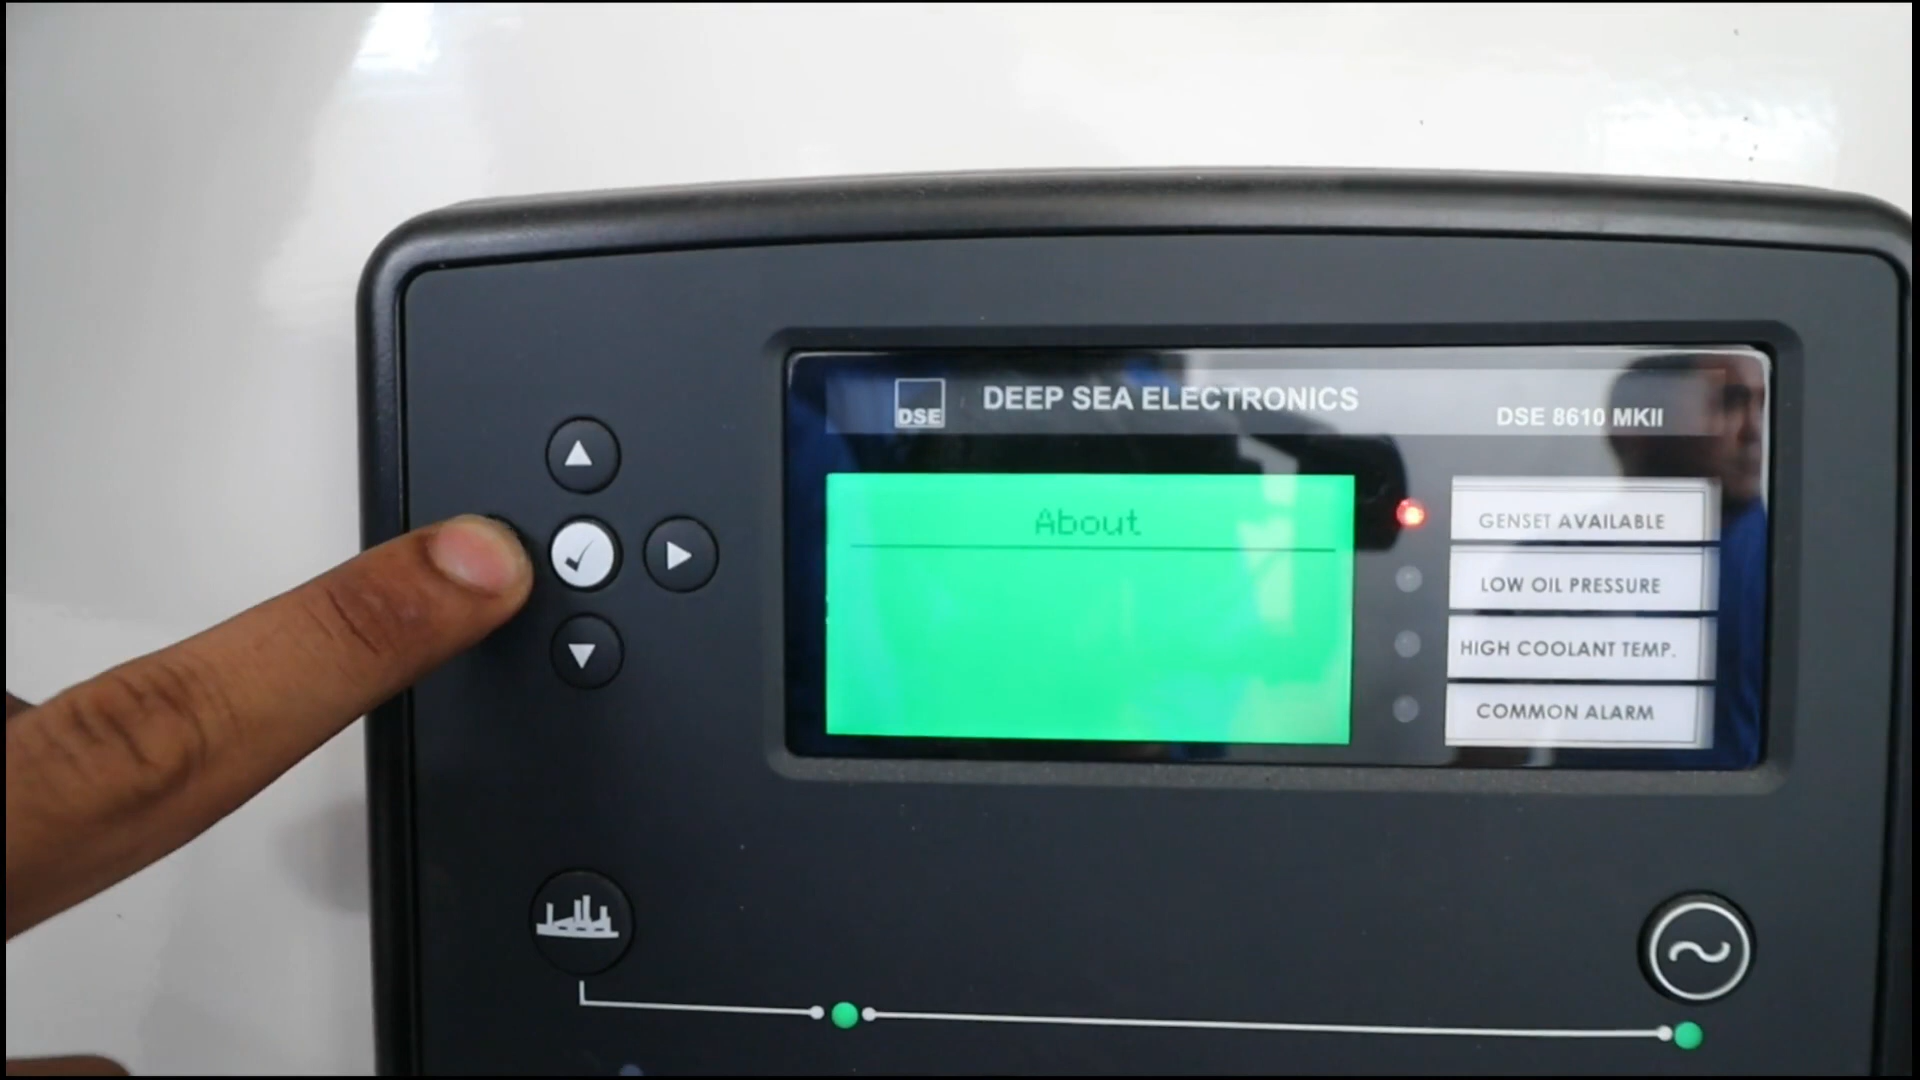 DSE
DEEP SEA ELECTRONICS
DSE 8610 MKII
About
GENSET AVAILABLE
LOW OIL PRESSURE
HIGH COOLANT TEMP.
COMMON ALARM